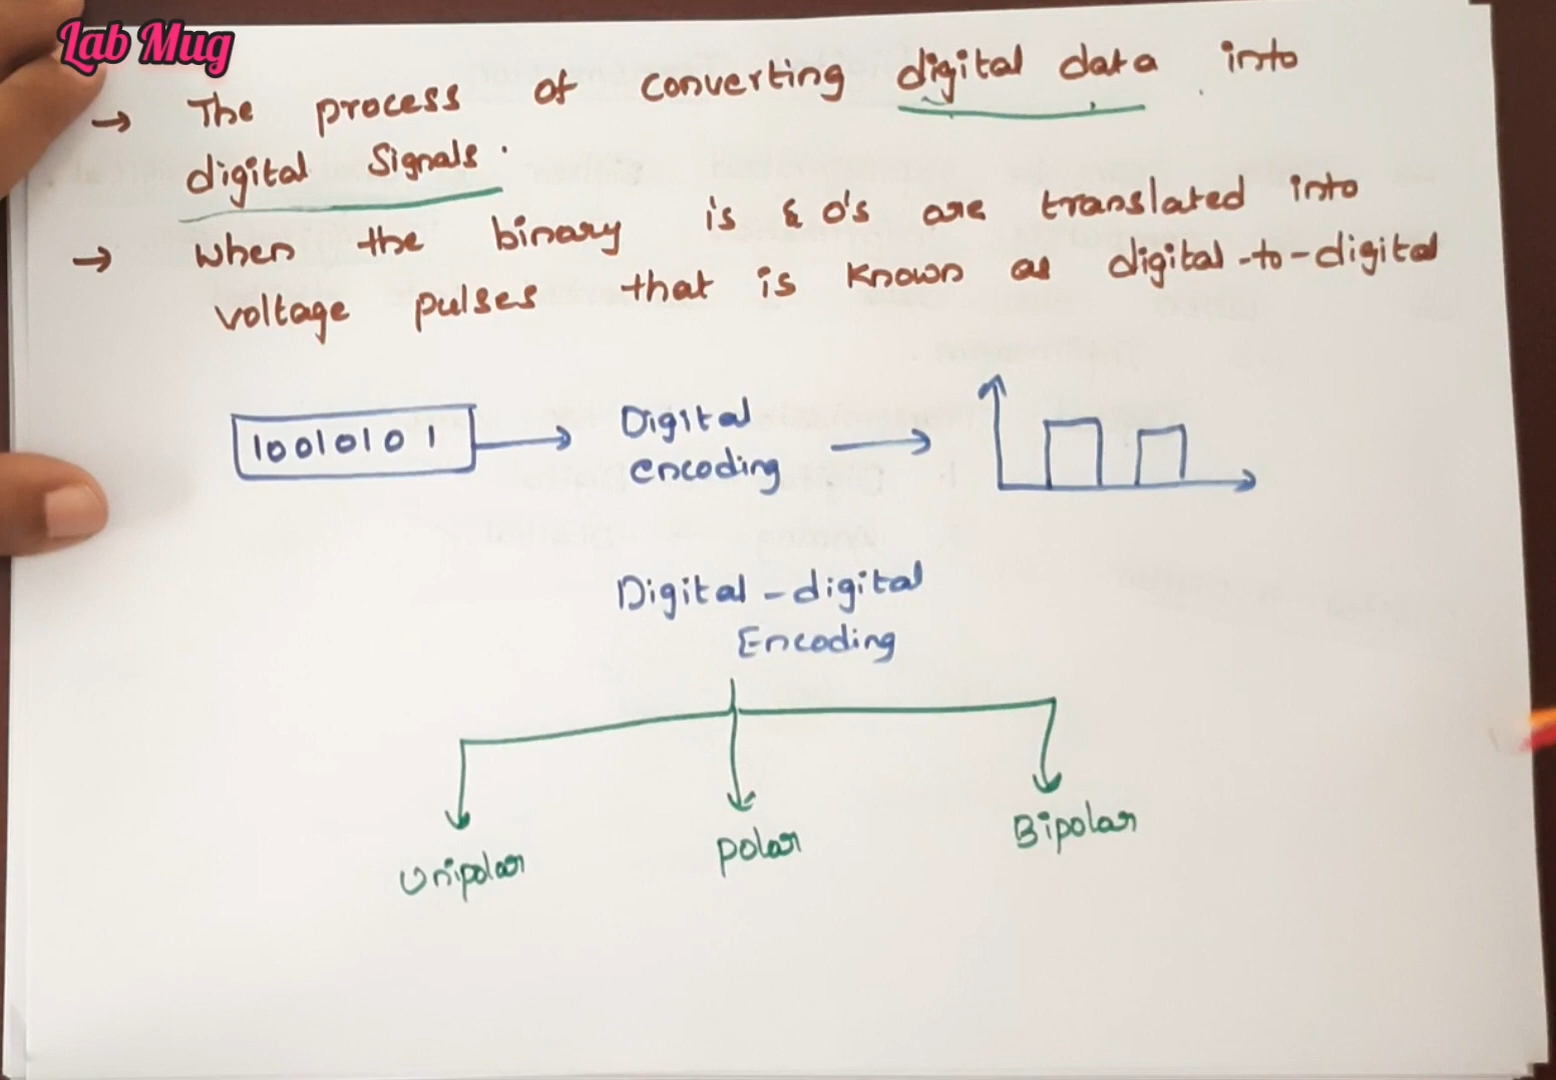 Lab Mug
→ The process of converting digital data into
digital signals.
→ when the binary 1's & 0's are translated into
voltage pulses that is known as digital-to-digital
10010101 → Digital encoding →
Digital - digital
Encoding
Unipolar polar Bipolar